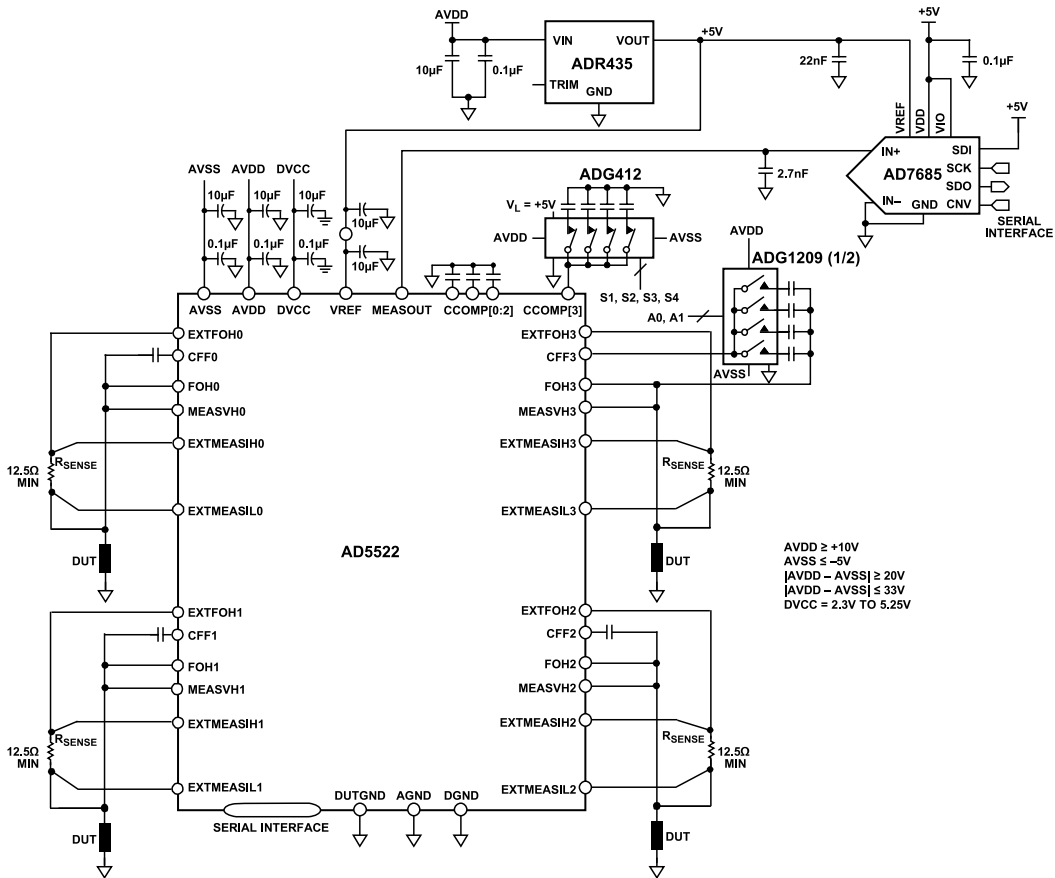 AVDD
+5V
+5V
VIN
VOUT
ADR435
TRIM
GND
10µF
0.1µF
22nF
0.1µF
+5V
VREF
VDD
VIO
IN+
SDI
AD7685
SCK
SDO
IN–
GND
CNV
SERIAL
INTERFACE
2.7nF
ADG412
V_L = +5V
AVDD
AVSS
S1, S2, S3, S4
AVDD
ADG1209 (1/2)
A0, A1
AVSS
AVSS
AVDD
DVCC
10µF
10µF
10µF
10µF
0.1µF
0.1µF
0.1µF
10µF
AVSS
AVDD
DVCC
VREF
MEASOUT
CCOMP[0:2]
CCOMP[3]
EXTFOH0
CFF0
FOH0
MEASVH0
EXTMEASIH0
R_SENSE
12.5Ω
MIN
EXTMEASIL0
DUT
EXTFOH3
CFF3
FOH3
MEASVH3
EXTMEASIH3
R_SENSE
12.5Ω
MIN
EXTMEASIL3
DUT
AD5522
AVDD ≥ +10V
AVSS ≤ –5V
|AVDD – AVSS| ≥ 20V
|AVDD – AVSS| ≤ 33V
DVCC = 2.3V TO 5.25V
EXTFOH1
CFF1
FOH1
MEASVH1
EXTMEASIH1
R_SENSE
12.5Ω
MIN
EXTMEASIL1
DUT
EXTFOH2
CFF2
FOH2
MEASVH2
EXTMEASIH2
R_SENSE
12.5Ω
MIN
EXTMEASIL2
DUT
SERIAL INTERFACE
DUTGND
AGND
DGND